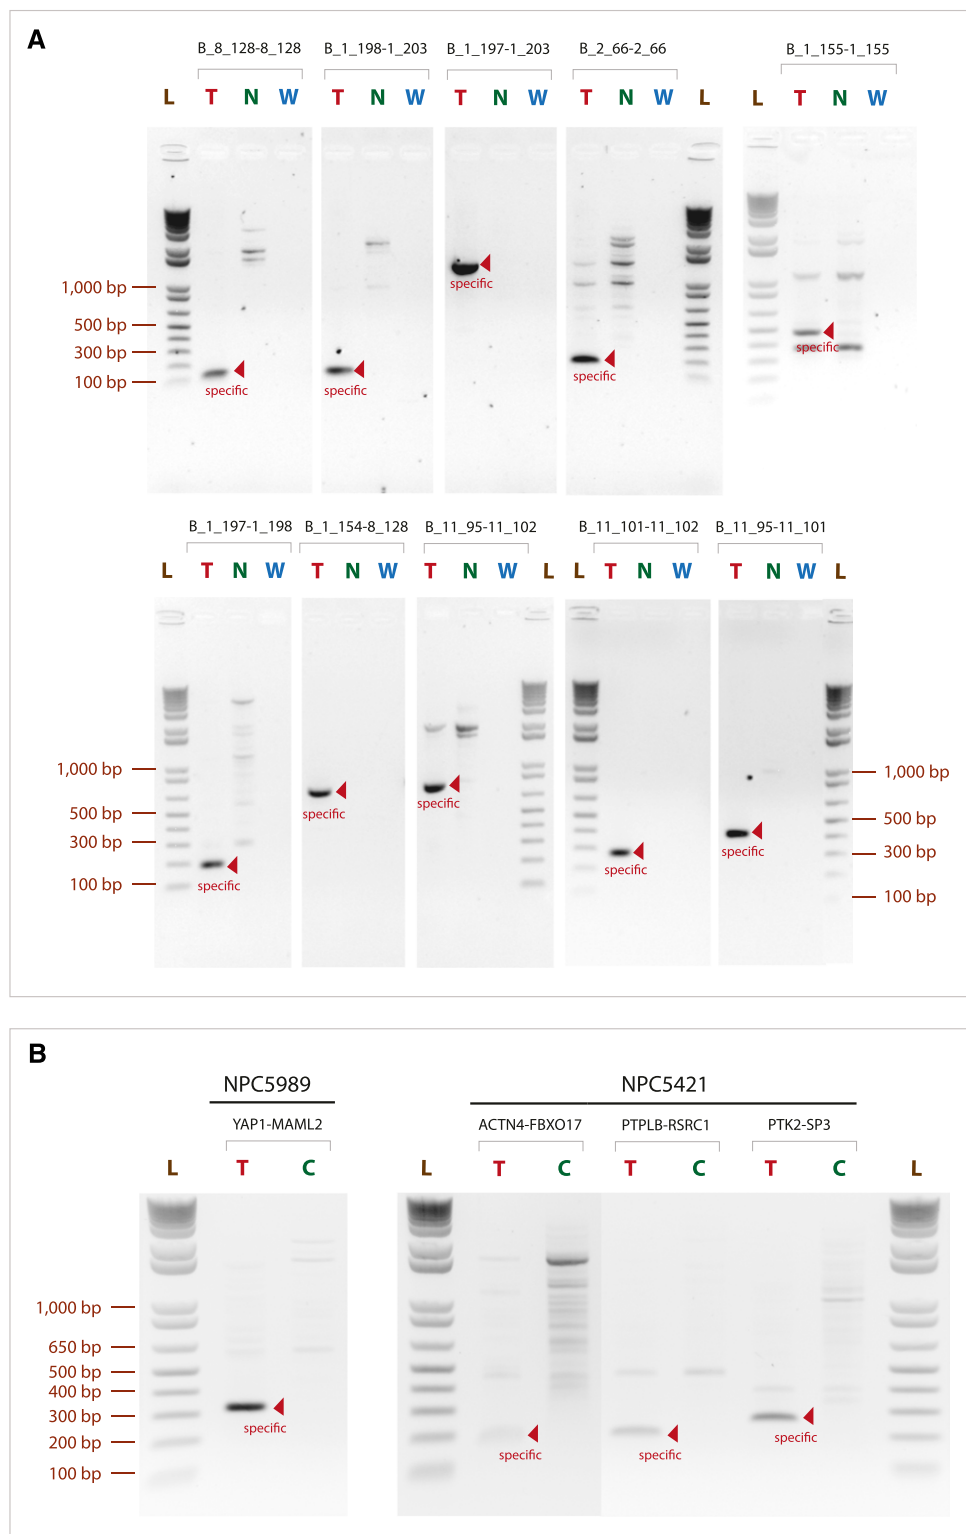 A
B_8_128-8_128 B_1_198-1_203 B_1_197-1_203 B_2_66-2_66 B_1_155-1_155
L T N W T N W T N W T N W L L T N W
1,000 bp
500 bp
300 bp
100 bp
specific
specific
specific
specific
specific
B_1_197-1_198 B_1_154-8_128 B_11_95-11_102 B_11_101-11_102 B_11_95-11_101
L T N W T N W T N W L L T N W T N W L
1,000 bp
500 bp
300 bp
100 bp
specific
specific
specific
specific
specific
1,000 bp
500 bp
300 bp
100 bp
B
NPC5989 NPC5421
YAP1-MAML2 ACTN4-FBXO17 PTPLB-RSRC1 PTK2-SP3
L T C L T C T C T C L
1,000 bp
650 bp
500 bp
400 bp
300 bp
200 bp
100 bp
specific
specific
specific
specific